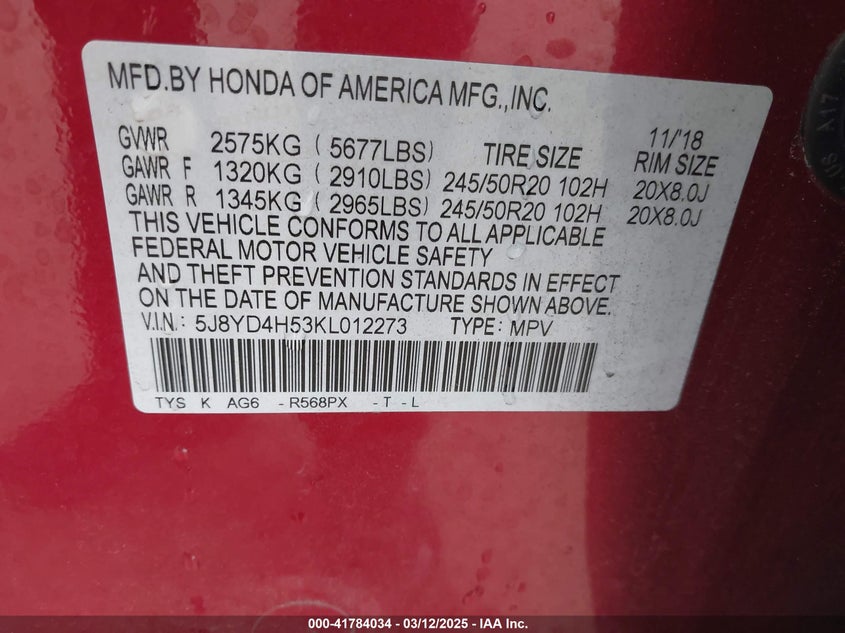 MFD.BY HONDA OF AMERICA MFG.,INC.
11/'18
GVWR 2575KG (5677LBS) TIRE SIZE RIM SIZE
GAWR F 1320KG (2910LBS) 245/50R20 102H 20X8.0J
GAWR R 1345KG (2965LBS) 245/50R20 102H 20X8.0J
THIS VEHICLE CONFORMS TO ALL APPLICABLE
FEDERAL MOTOR VEHICLE SAFETY
AND THEFT PREVENTION STANDARDS IN EFFECT
ON THE DATE OF MANUFACTURE SHOWN ABOVE.
V.I.N.: 5J8YD4H53KL012273 TYPE: MPV
TYS K AG6 -R568PX -T -L
A17
000-41784034 - 03/12/2025 - IAA Inc.